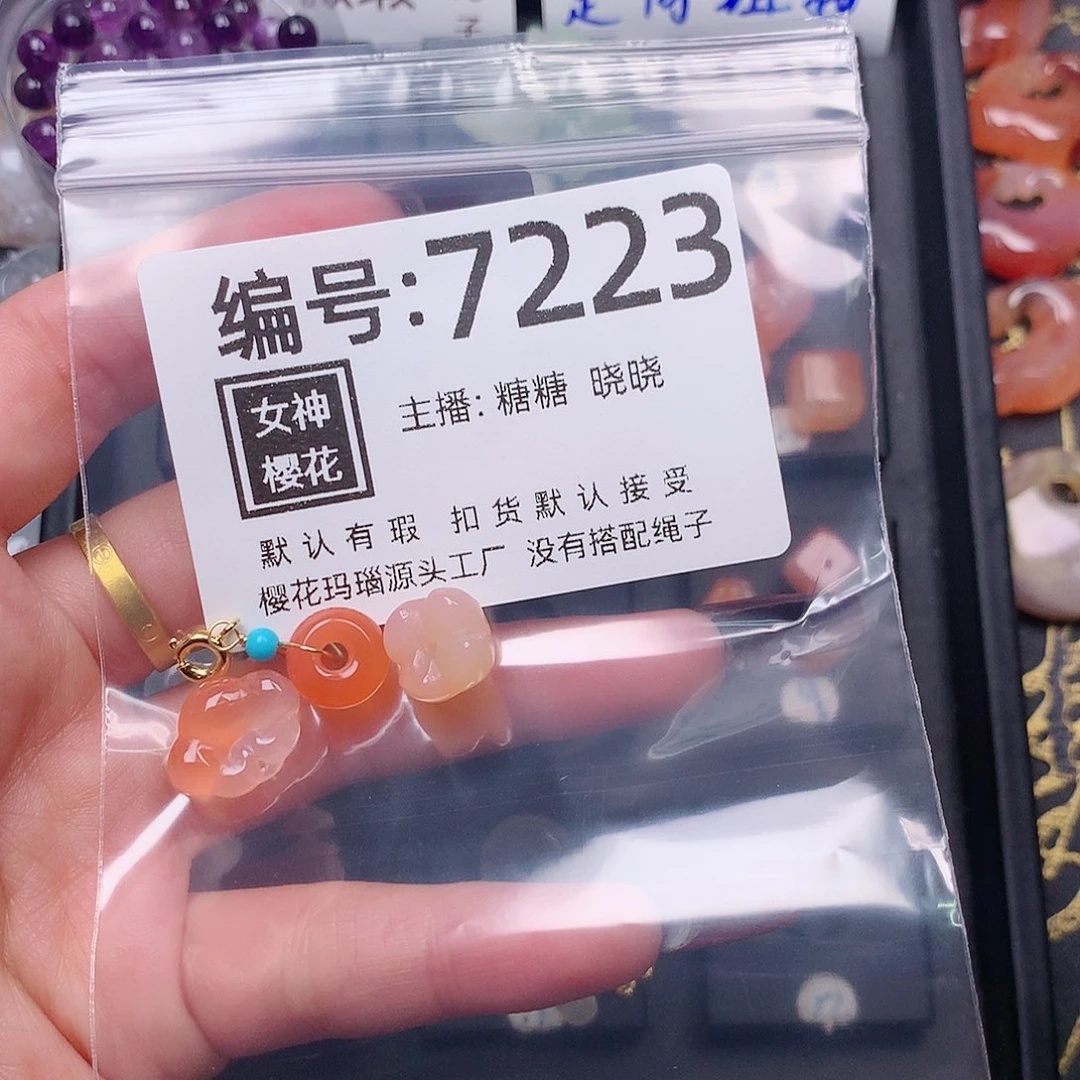 编号:7223
女神
樱花
主播: 糖糖 晓晓
默认有瑕 扣货默认接受
樱花玛瑙源头工厂 没有搭配绳子
子